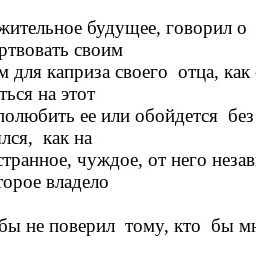 жительное будущее, говорил о
ртвовать своим
м для каприза своего отца, как
ться на этот
полюбить ее или обойдется без
лся, как на
странное, чуждое, от него незав
торое владело
бы не поверил тому, кто бы мн